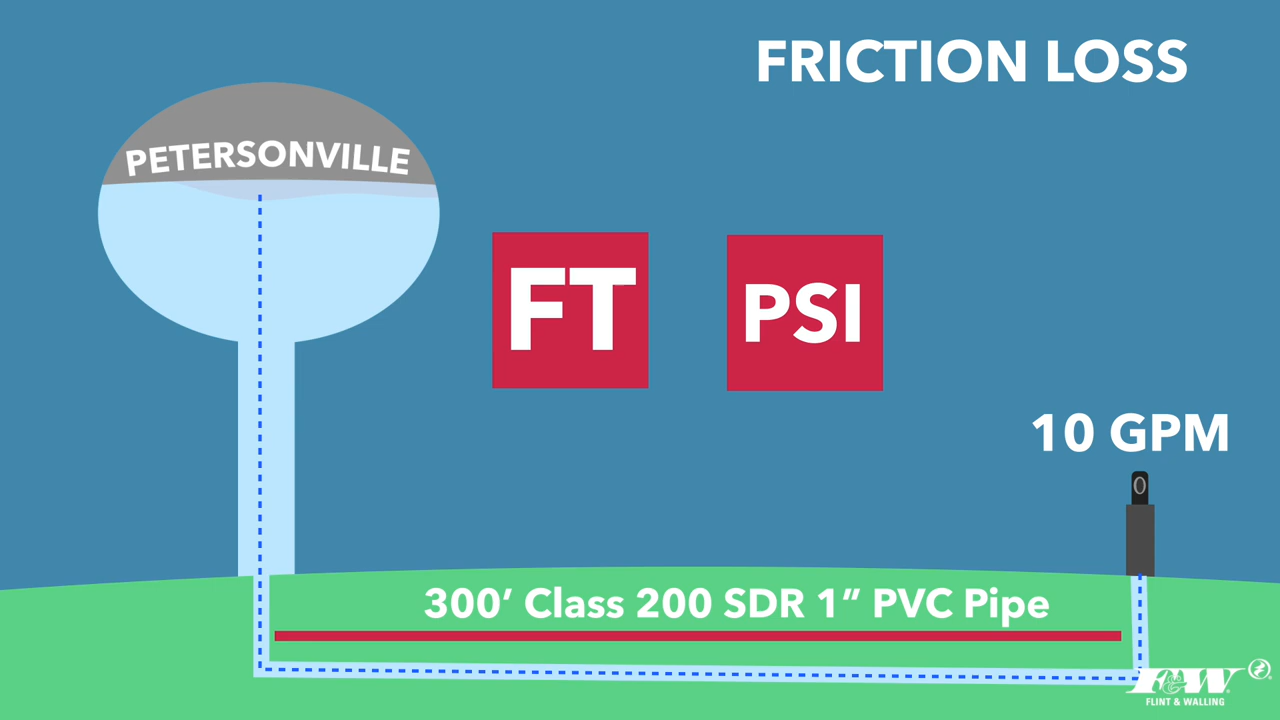 FRICTION LOSS
PETERSONVILLE
FT
PSI
10 GPM
300’ Class 200 SDR 1” PVC Pipe
F&W
FLINT & WALLING